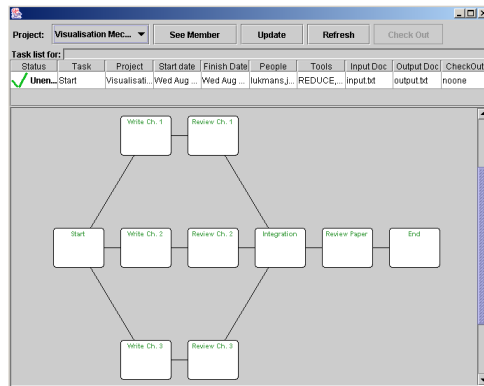 Project: Visualisation Mec... See Member Update Refresh Check Out
Task list for:
Status Task Project Start date Finish Date People Tools Input Doc Output Doc CheckOut
Unen... Start Visualisati... Wed Aug ... Wed Aug ... lukmans,j... REDUCE,... input.txt output.txt noone
Write Ch. 1 Review Ch. 1
Start Write Ch. 2 Review Ch. 2 Integration Review Paper End
Write Ch. 3 Review Ch. 3